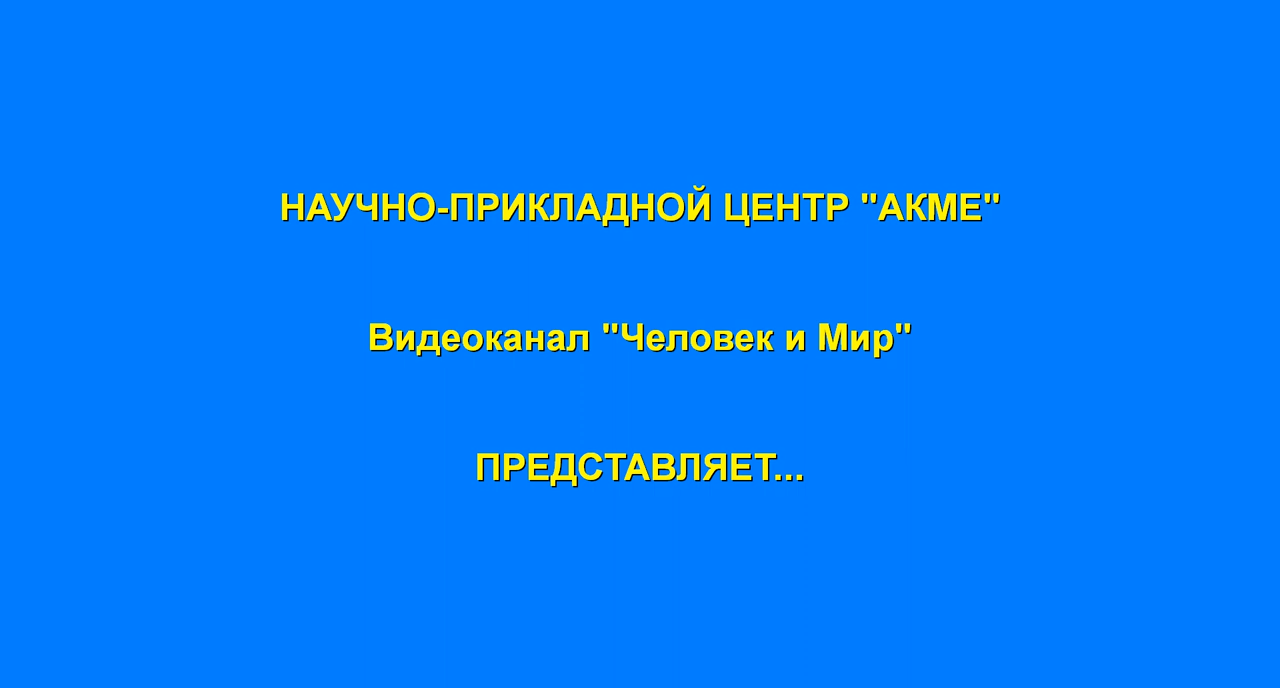 НАУЧНО-ПРИКЛАДНОЙ ЦЕНТР "АКМЕ"
Видеоканал "Человек и Мир"
ПРЕДСТАВЛЯЕТ...